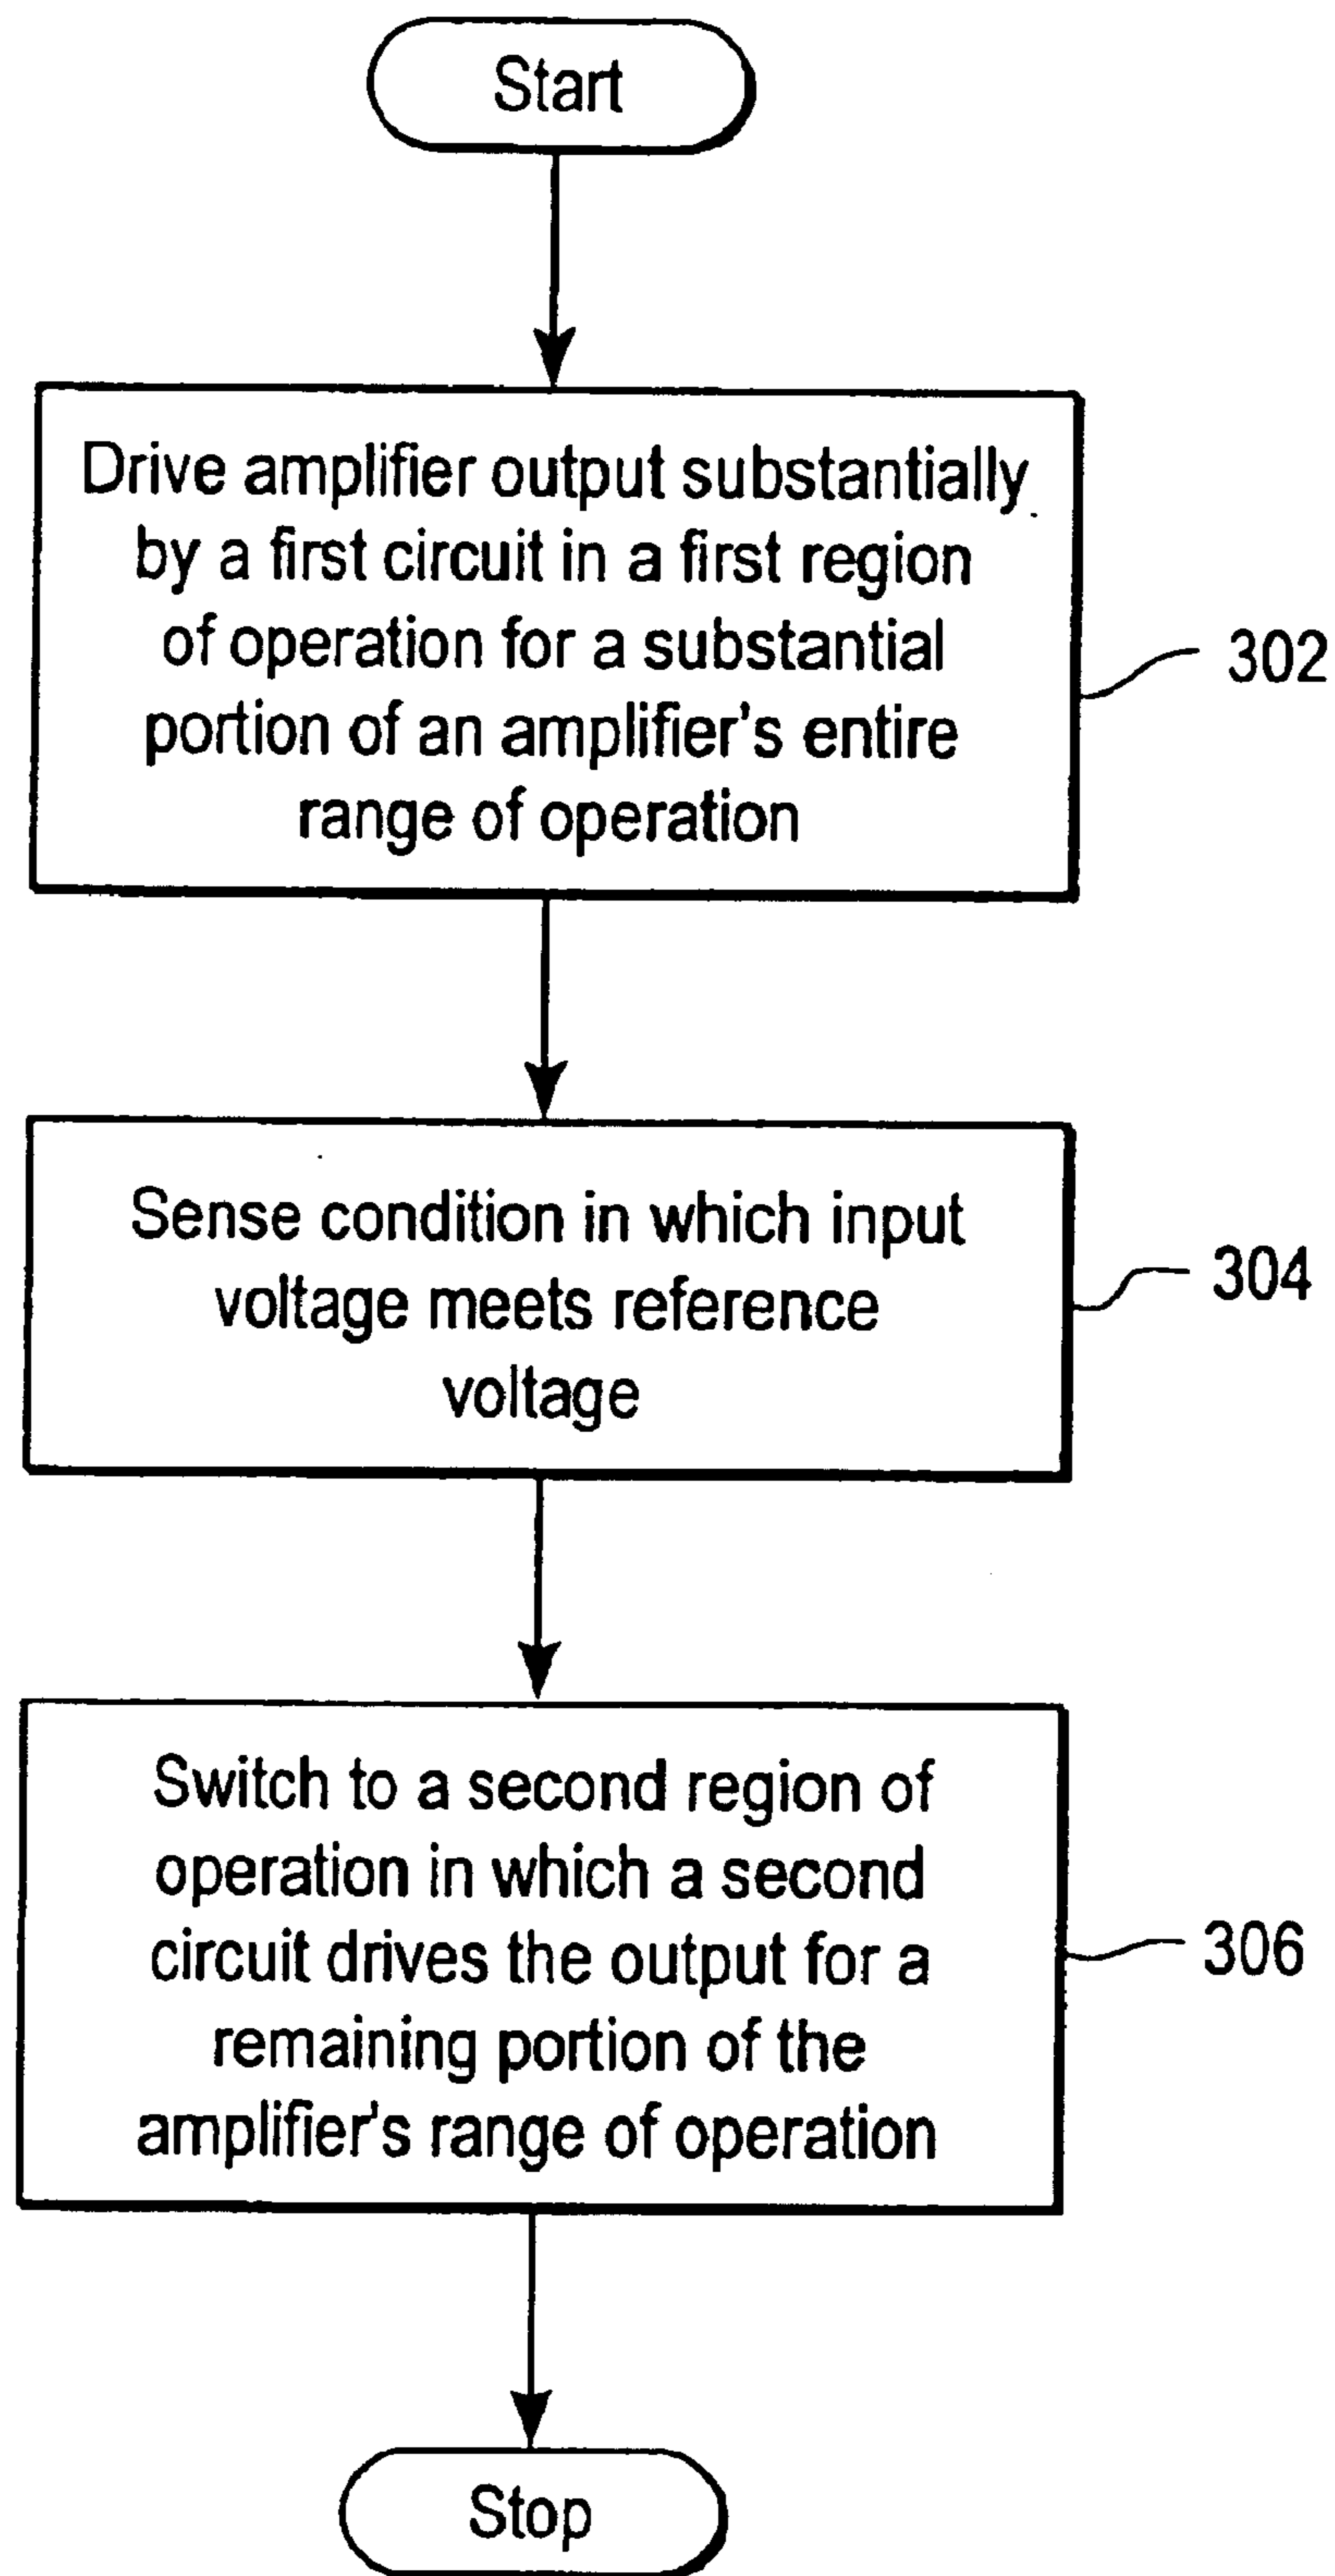 Start
Drive amplifier output substantially
by a first circuit in a first region
of operation for a substantial
portion of an amplifier's entire
range of operation
302
Sense condition in which input
voltage meets reference
voltage
304
Switch to a second region of
operation in which a second
circuit drives the output for a
remaining portion of the
amplifier's range of operation
306
Stop